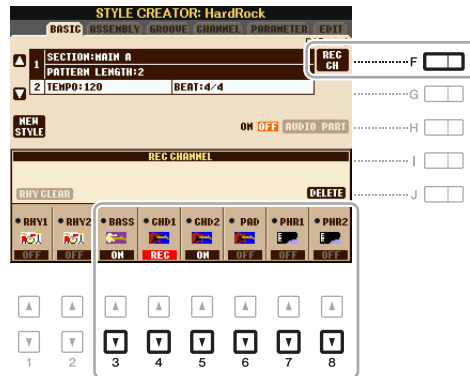 STYLE CREATOR: HardRock
BASIC ASSEMBLY GROOVE CHANNEL PARAMETER EDIT
1 SECTION:MAIN A
PATTERN LENGTH:2
2 TEMPO:120 BEAT:4/4
REC CH
F
G
NEW STYLE
ON OFF AUDIO PART
H
REC CHANNEL
I
RHY CLEAR DELETE
J
RHY1 RHY2 BASS CHD1 CHD2 PAD PHR1 PHR2
OFF OFF ON REC ON OFF OFF OFF
1 2 3 4 5 6 7 8